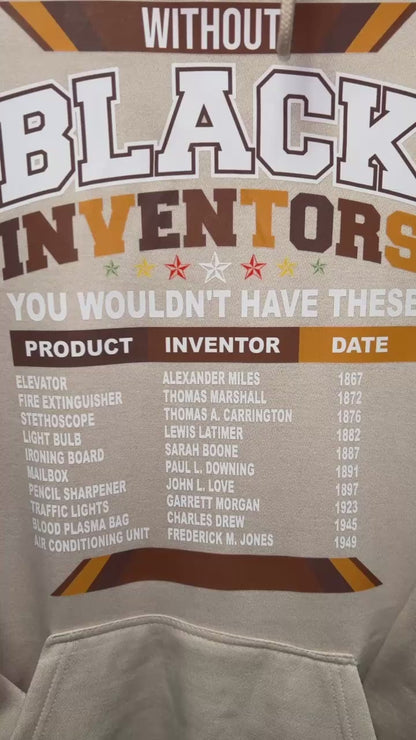 WITHOUT
BLACK
INVENTORS
YOU WOULDN'T HAVE THESE
PRODUCT INVENTOR DATE
ELEVATOR ALEXANDER MILES 1867
FIRE EXTINGUISHER THOMAS MARSHALL 1872
STETHOSCOPE THOMAS A. CARRINGTON 1876
LIGHT BULB LEWIS LATIMER 1882
IRONING BOARD SARAH BOONE 1887
MAILBOX PAUL L. DOWNING 1891
PENCIL SHARPENER JOHN L. LOVE 1897
TRAFFIC LIGHTS GARRETT MORGAN 1923
BLOOD PLASMA BAG CHARLES DREW 1945
AIR CONDITIONING UNIT FREDERICK M. JONES 1949